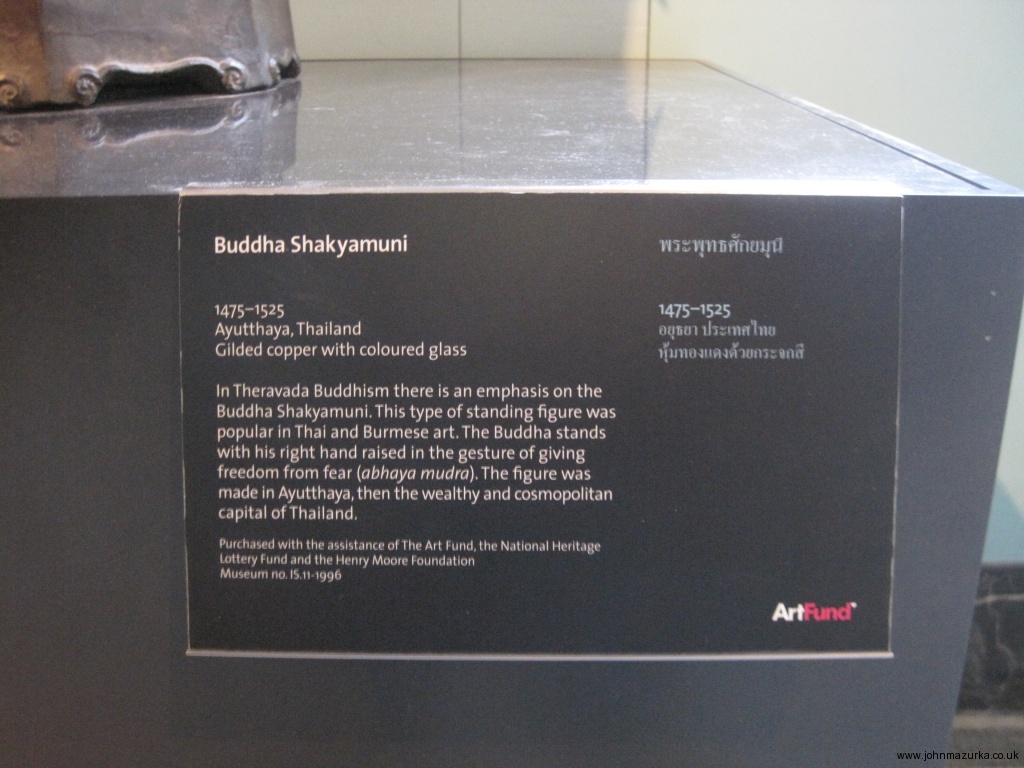 Buddha Shakyamuni
1475–1525
Ayutthaya, Thailand
Gilded copper with coloured glass
In Theravada Buddhism there is an emphasis on the
Buddha Shakyamuni. This type of standing figure was
popular in Thai and Burmese art. The Buddha stands
with his right hand raised in the gesture of giving
freedom from fear (abhaya mudra). The figure was
made in Ayutthaya, then the wealthy and cosmopolitan
capital of Thailand.
Purchased with the assistance of The Art Fund, the National Heritage
Lottery Fund and the Henry Moore Foundation
Museum no. IS.11-1996
พระพุทธศักยมุนี
1475–1525
อยุธยา ประเทศไทย
หุ้มทองแดงด้วยกระจกสี
ArtFund
www.johnmazurka.co.uk